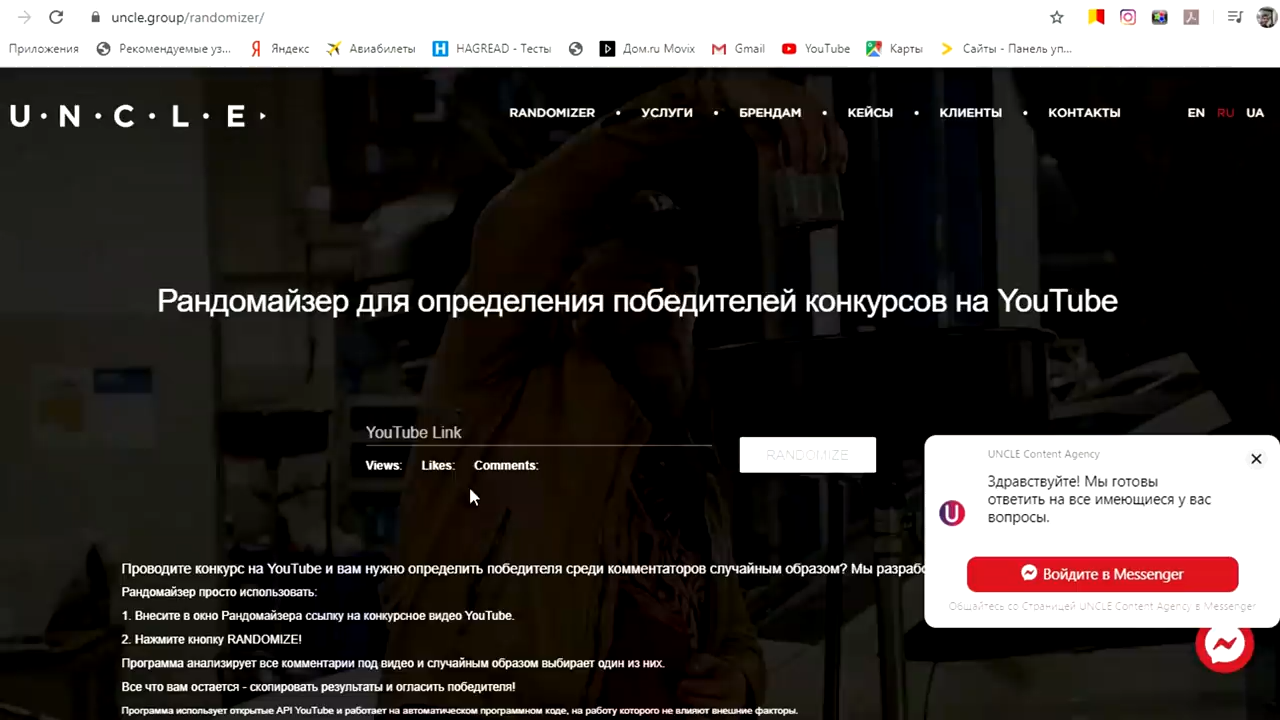 uncle.group/randomizer/
Приложения Рекомендуемые уз... Яндекс Авиабилеты HAGREAD - Тесты Дом.ru Movix Gmail YouTube Карты Сайты - Панель уп...
U·N·C·L·E RANDOMIZER • УСЛУГИ • БРЕНДАМ • КЕЙСЫ • КЛИЕНТЫ • КОНТАКТЫ EN RU UA
Рандомайзер для определения победителей конкурсов на YouTube
YouTube Link
RANDOMIZE
Views: Likes: Comments:
UNCLE Content Agency
Здравствуйте! Мы готовы
ответить на все имеющиеся у вас
вопросы.
Войдите в Messenger
Общайтесь со Страницей UNCLE Content Agency в Messenger
Проводите конкурс на YouTube и вам нужно определить победителя среди комментаторов случайным образом? Мы разрабо
Рандомайзер просто использовать:
1. Внесите в окно Рандомайзера ссылку на конкурсное видео YouTube.
2. Нажмите кнопку RANDOMIZE!
Программа анализирует все комментарии под видео и случайным образом выбирает один из них.
Все что вам остается - скопировать результаты и огласить победителя!
Программа использует открытые API YouTube и работает на автоматическом программном коде, на работу которого не влияют внешние факторы.